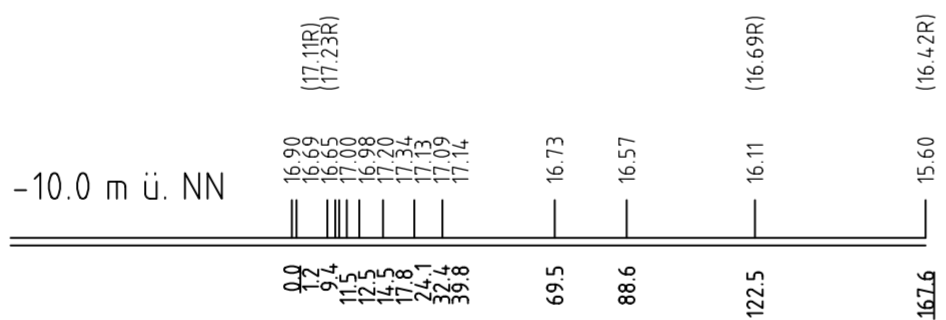 (17.11R) (17.23R) (16.69R) (16.42R)
16.90 16.69 16.65 17.00 16.98 17.20 17.34 17.13 17.09 17.14 16.73 16.57 16.11 15.60
-10.0 m ü. NN
0.0 1.2 9.4 11.5 12.5 14.5 17.8 24.1 32.4 39.8 69.5 88.6 122.5 167.6